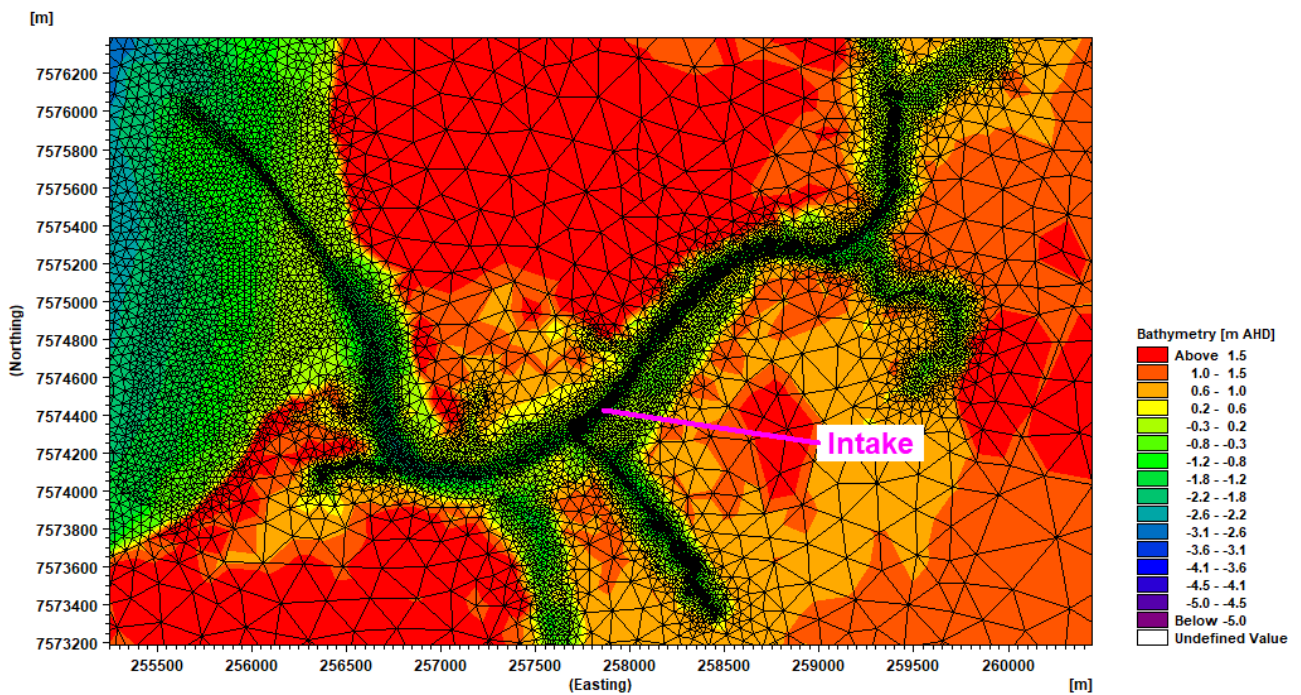 [m]
7576200
7576000
7575800
7575600
7575400
7575200
7575000
7574800
7574600
7574400
7574200
7574000
7573800
7573600
7573400
7573200
(Northing)
Intake
255500 256000 256500 257000 257500 258000 258500 259000 259500 260000
(Easting) [m]
Bathymetry [m AHD]
Above 1.5
1.0 - 1.5
0.6 - 1.0
0.2 - 0.6
-0.3 - 0.2
-0.8 - -0.3
-1.2 - -0.8
-1.8 - -1.2
-2.2 - -1.8
-2.6 - -2.2
-3.1 - -2.6
-3.6 - -3.1
-4.1 - -3.6
-4.5 - -4.1
-5.0 - -4.5
Below -5.0
Undefined Value